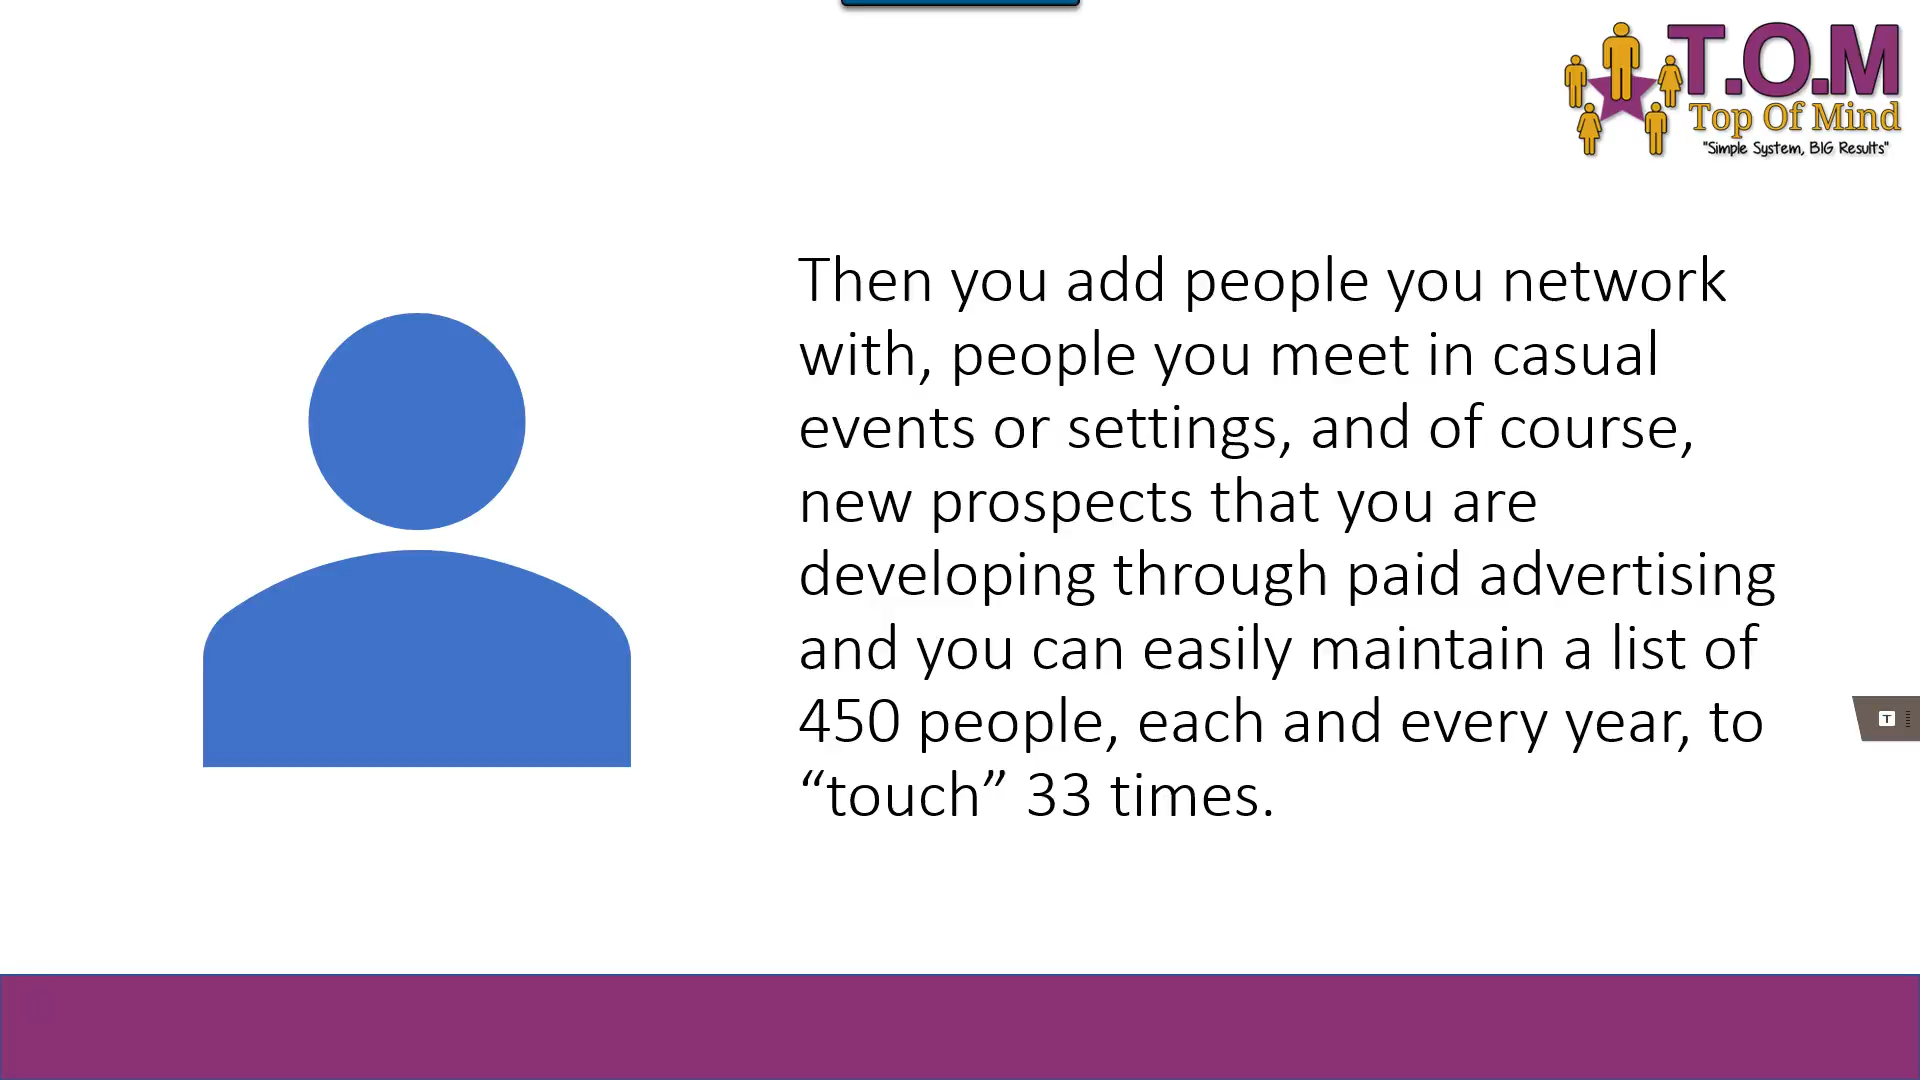 T.O.M
Top Of Mind
"Simple System, BIG Results"
Then you add people you network
with, people you meet in casual
events or settings, and of course,
new prospects that you are
developing through paid advertising
and you can easily maintain a list of
450 people, each and every year, to
“touch” 33 times.
T